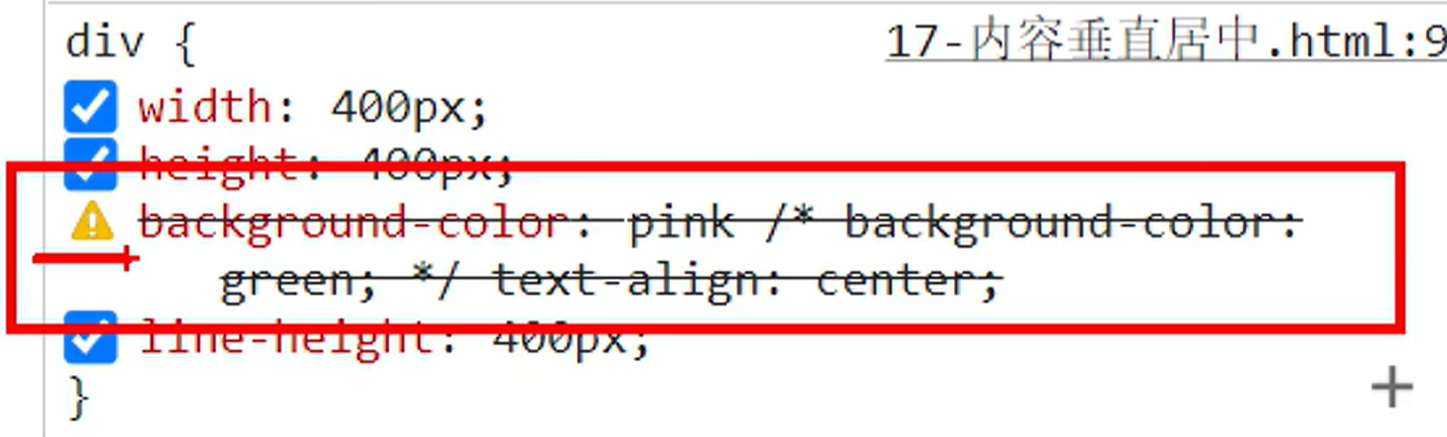 div { 17-内容垂直居中.html:9
width: 400px;
height: 400px;
background-color: pink /* background-color:
green; */ text-align: center;
line-height: 400px;
}